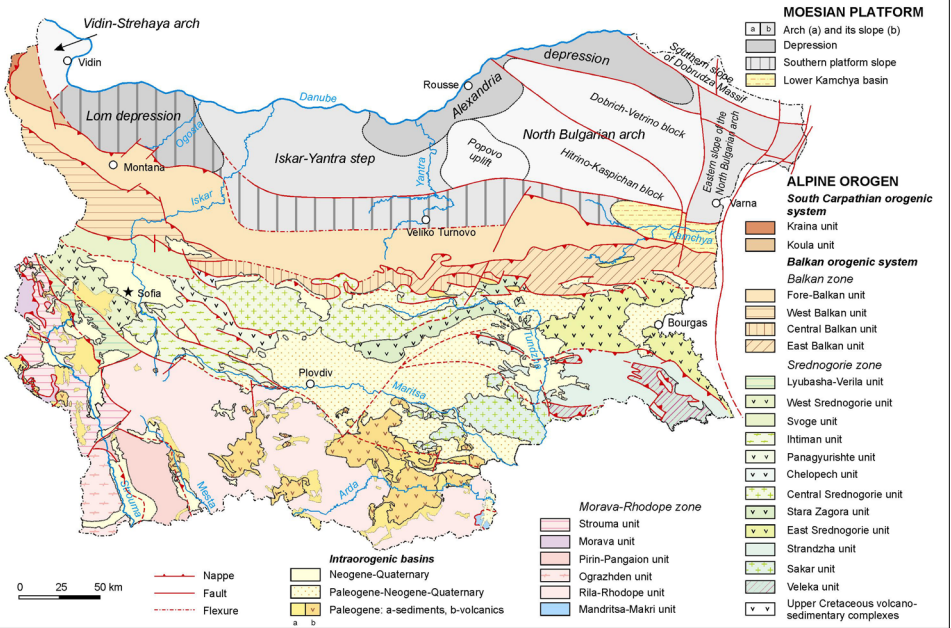 Vidin-Strehaya arch
Vidin
Lom depression
Ogosta
Montana
Iskar
Danube
Iskar-Yantra step
Rousse
Alexandria
depression
Yantra
Popovo
uplift
Veliko Turnovo
North Bulgarian arch
Dobrich-Vetrino block
Hitrino-Kaspichan block
Southern slope
of Dobrudza Massif
Eastern slope of the
North Bulgarian arch
Varna
Kamchya
Sofia
Plovdiv
Maritsa
Tundzha
Bourgas
Strouma
Mesta
Arda
0 25 50 km
Nappe
Fault
Flexure
Intraorogenic basins
Neogene-Quaternary
Paleogene-Neogene-Quaternary
a b
Paleogene: a-sediments, b-volcanics
Morava-Rhodope zone
Strouma unit
Morava unit
Pirin-Pangaion unit
Ograzhden unit
Rila-Rhodope unit
Mandritsa-Makri unit
MOESIAN PLATFORM
a b
Arch (a) and its slope (b)
Depression
Southern platform slope
Lower Kamchya basin
ALPINE OROGEN
South Carpathian orogenic
system
Kraina unit
Koula unit
Balkan orogenic system
Balkan zone
Fore-Balkan unit
West Balkan unit
Central Balkan unit
East Balkan unit
Srednogorie zone
Lyubasha-Verila unit
West Srednogorie unit
Svoge unit
Ihtiman unit
Panagyurishte unit
Chelopech unit
Central Srednogorie unit
Stara Zagora unit
East Srednogorie unit
Strandzha unit
Sakar unit
Veleka unit
Upper Cretaceous volcano-
sedimentary complexes